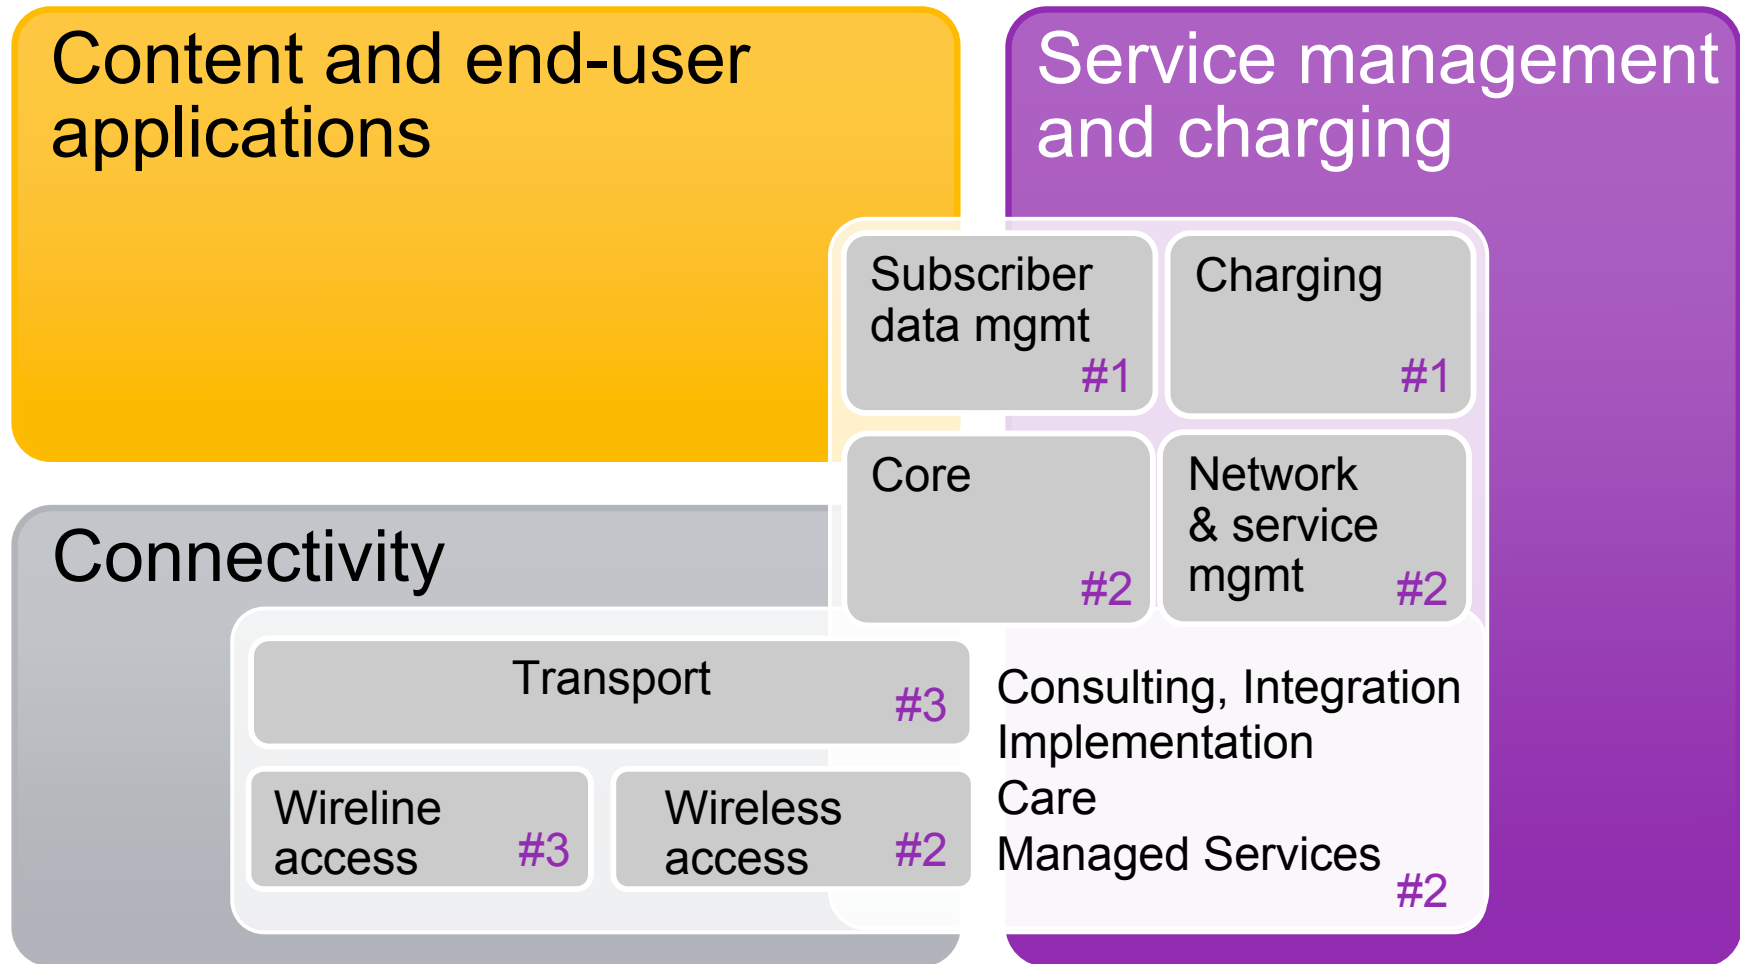 Content and end-user
applications
Service management
and charging
Subscriber
data mgmt
#1
Charging
#1
Core
#2
Network
& service
mgmt
#2
Connectivity
Transport
#3
Wireline
access
#3
Wireless
access
#2
Consulting, Integration
Implementation
Care
Managed Services
#2